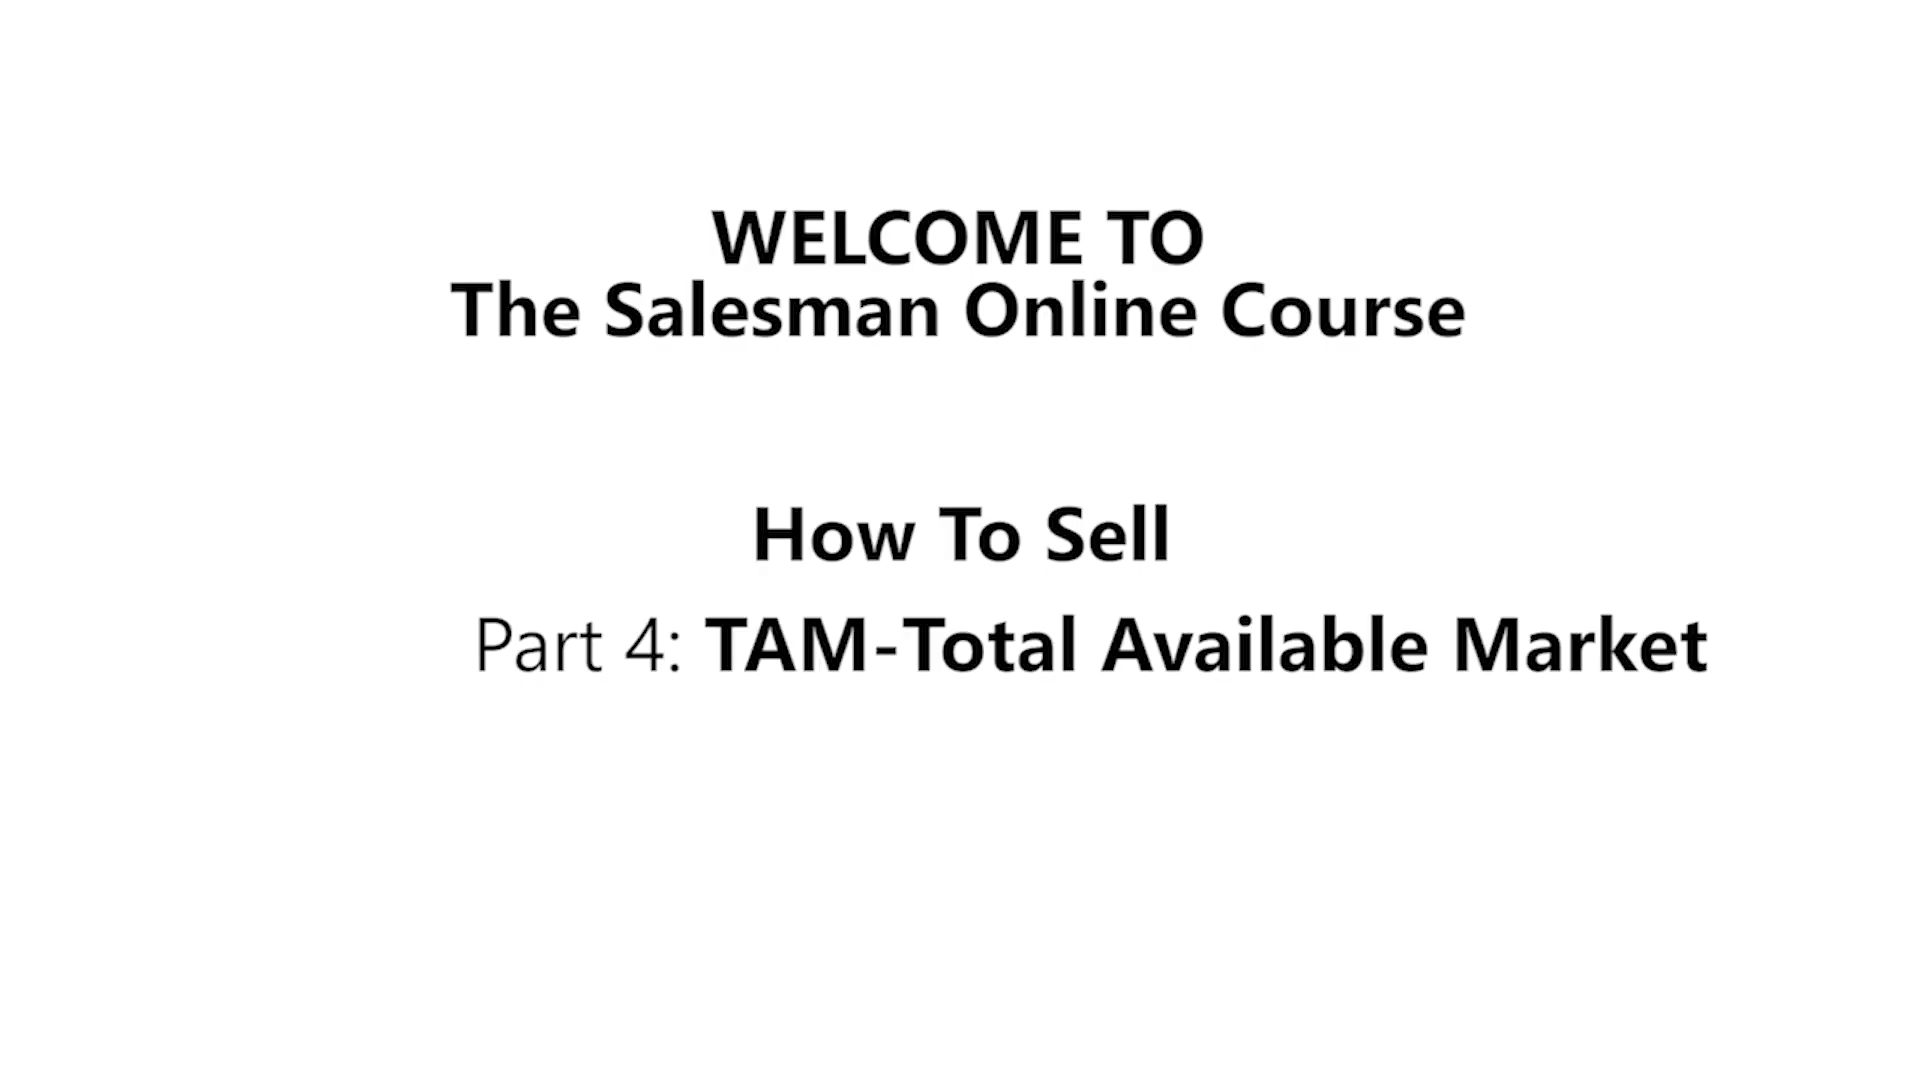 WELCOME TO
The Salesman Online Course
How To Sell
Part 4: TAM-Total Available Market